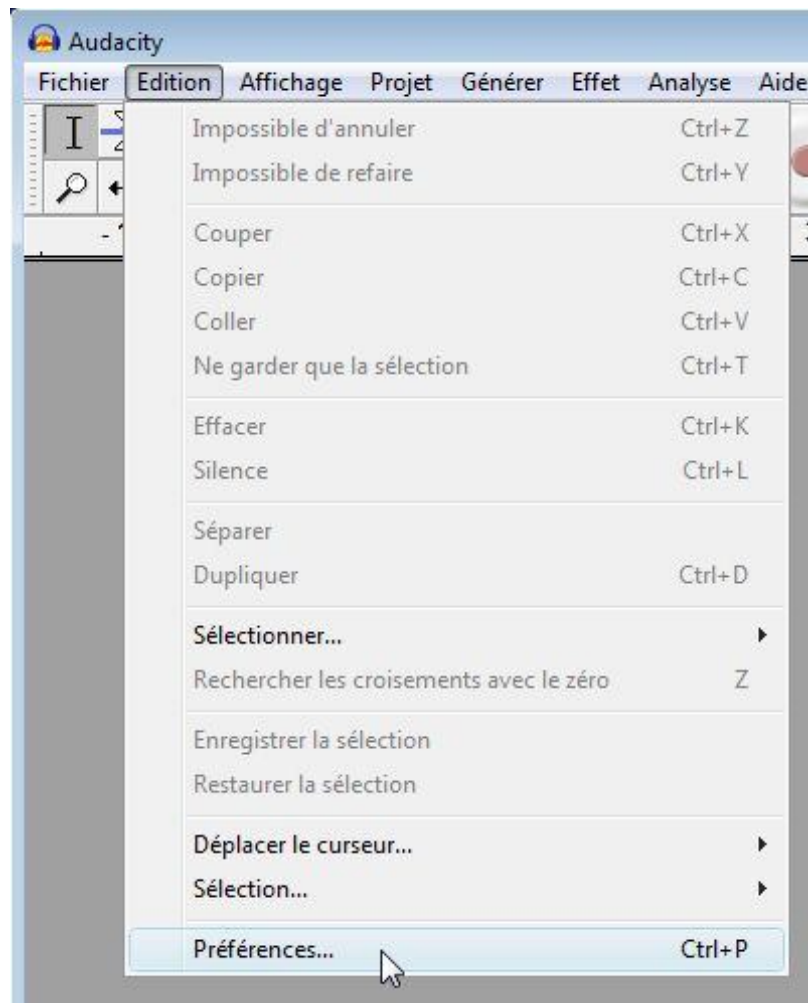 Audacity
Fichier Edition Affichage Projet Générer Effet Analyse Aide
Impossible d'annuler Ctrl+Z
Impossible de refaire Ctrl+Y
Couper Ctrl+X
Copier Ctrl+C
Coller Ctrl+V
Ne garder que la sélection Ctrl+T
Effacer Ctrl+K
Silence Ctrl+L
Séparer
Dupliquer Ctrl+D
Sélectionner...
Rechercher les croisements avec le zéro Z
Enregistrer la sélection
Restaurer la sélection
Déplacer le curseur...
Sélection...
Préférences... Ctrl+P